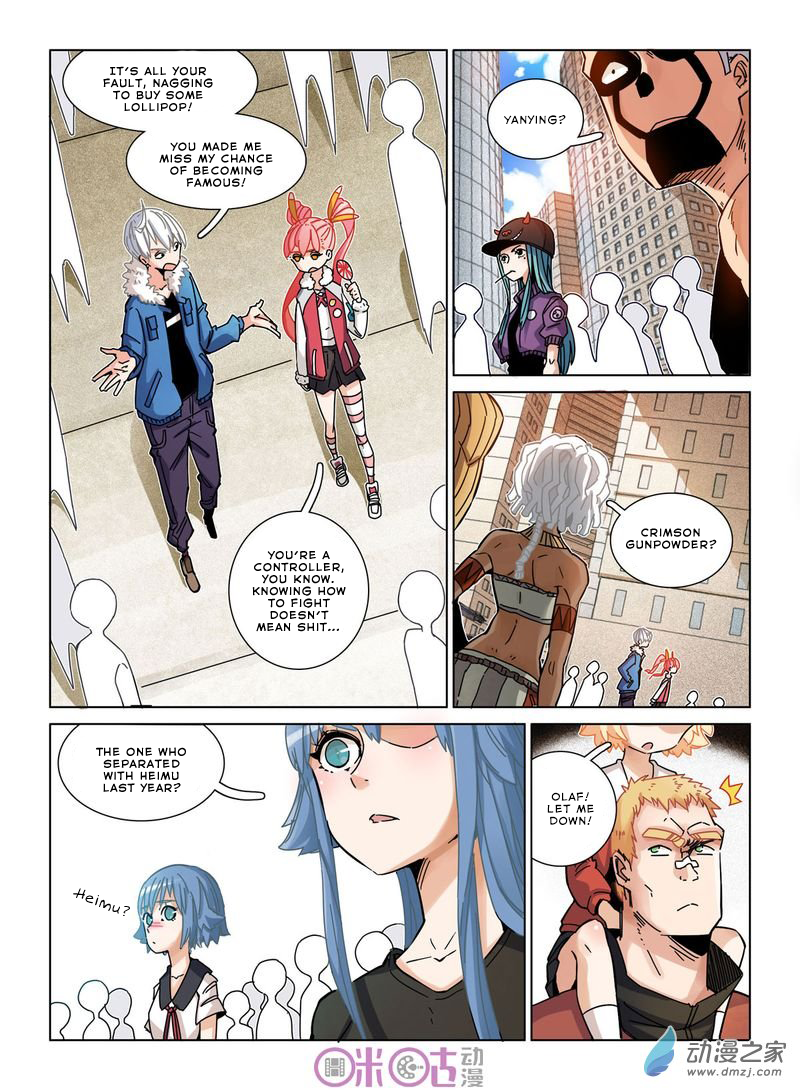 IT'S ALL YOUR
FAULT, NAGGING
TO BUY SOME
LOLLIPOP!
YOU MADE ME
MISS MY CHANCE
OF BECOMING
FAMOUS!
YOU'RE A
CONTROLLER,
YOU KNOW.
KNOWING HOW
TO FIGHT
DOESN'T
MEAN SHIT...
YANYING?
CRIMSON
GUNPOWDER?
THE ONE WHO
SEPARATED
WITH HEIMU
LAST YEAR?
Heimu?
OLAF!
LET ME
DOWN!
咪咕动漫
动漫之家
www.dmzj.com